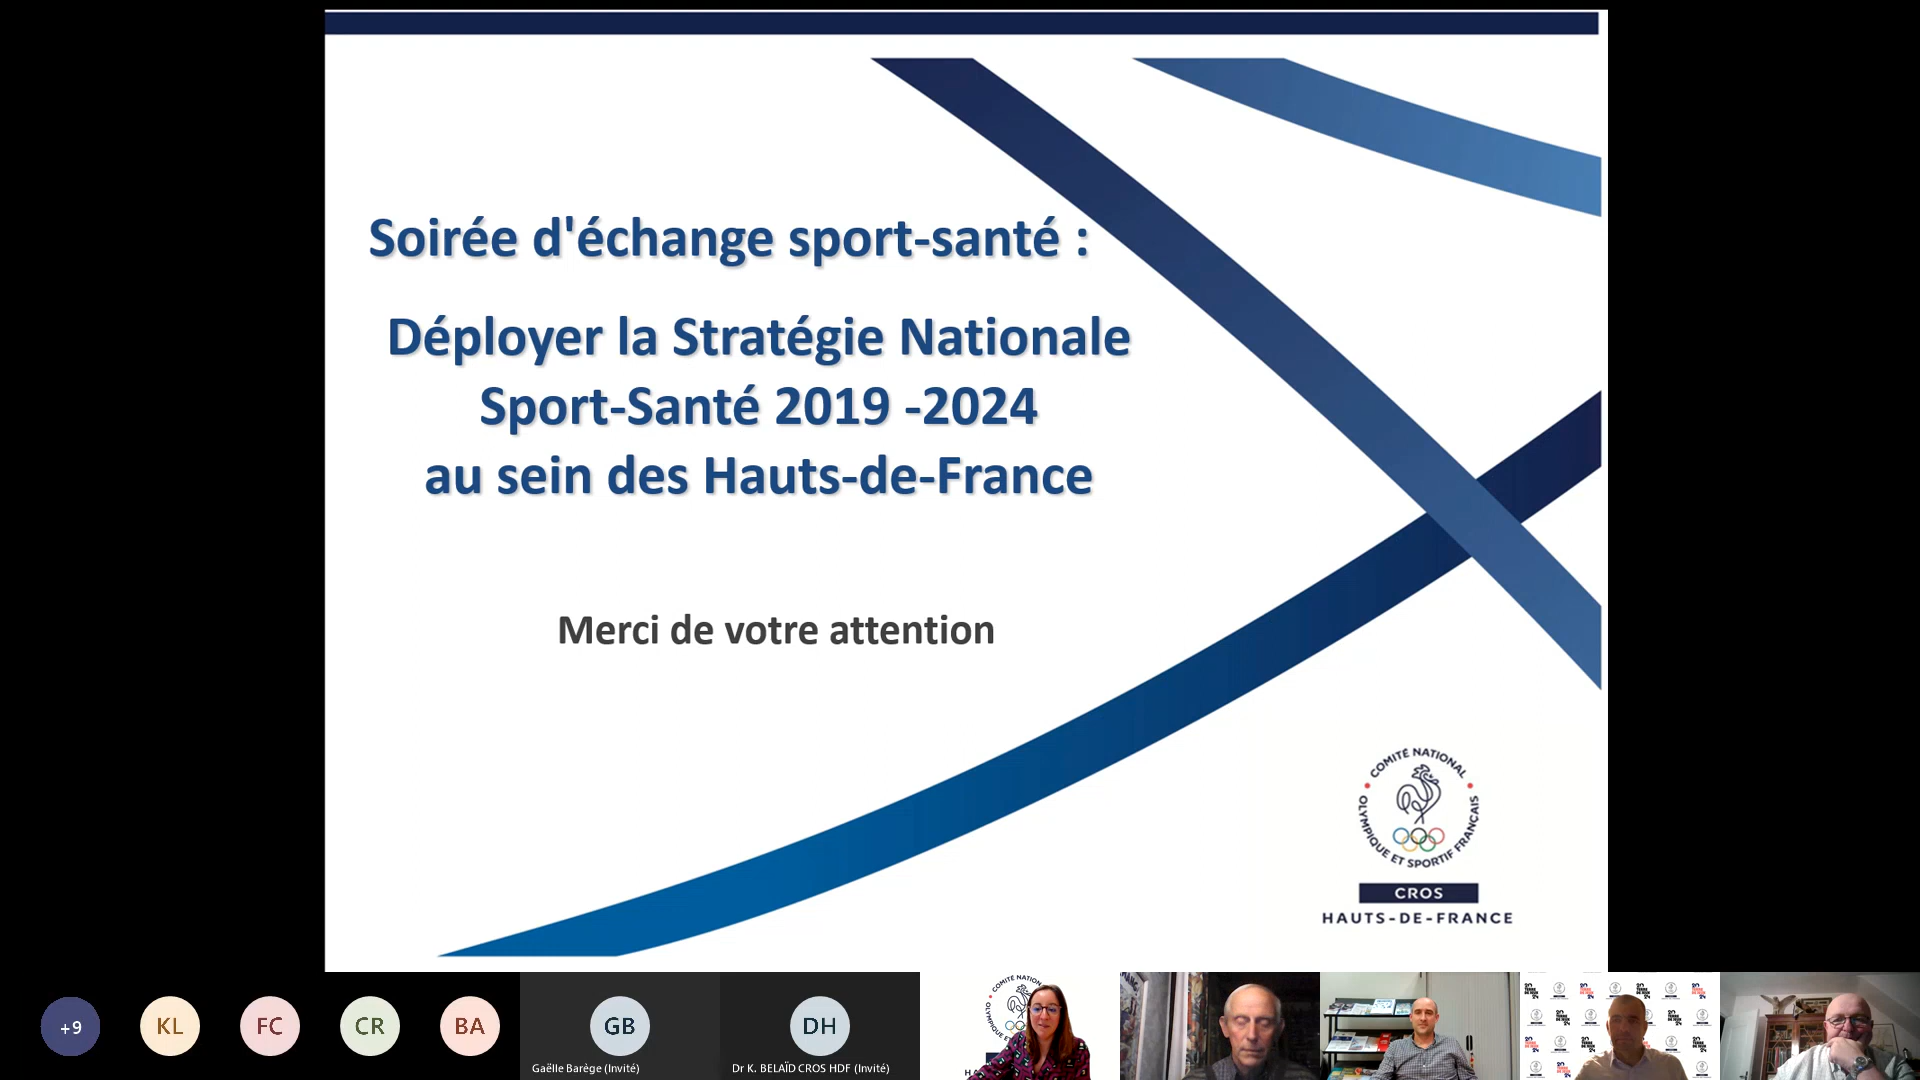 Soirée d'échange sport-santé :
Déployer la Stratégie Nationale
Sport-Santé 2019 -2024
au sein des Hauts-de-France
Merci de votre attention
COMITÉ NATIONAL
OLYMPIQUE ET SPORTIF FRANÇAIS
CROS
HAUTS-DE-FRANCE
+9
KL
FC
CR
BA
GB
Gaëlle Barège (Invité)
DH
Dr K. BELAÏD CROS HDF (Invité)